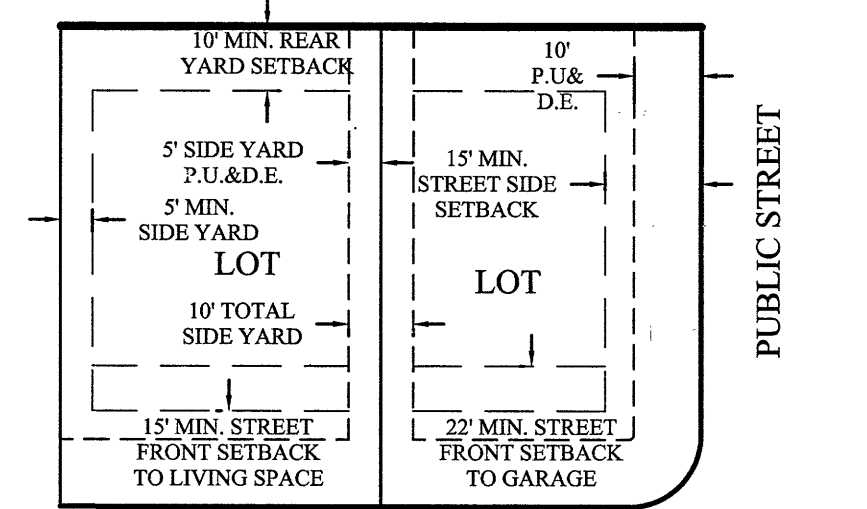 10' MIN. REAR
YARD SETBACK
10'
P.U&
D.E.
5' SIDE YARD
P.U.&D.E.
15' MIN.
STREET SIDE
SETBACK
5' MIN.
SIDE YARD
LOT
LOT
10' TOTAL
SIDE YARD
15' MIN. STREET
FRONT SETBACK
TO LIVING SPACE
22' MIN. STREET
FRONT SETBACK
TO GARAGE
PUBLIC STREET